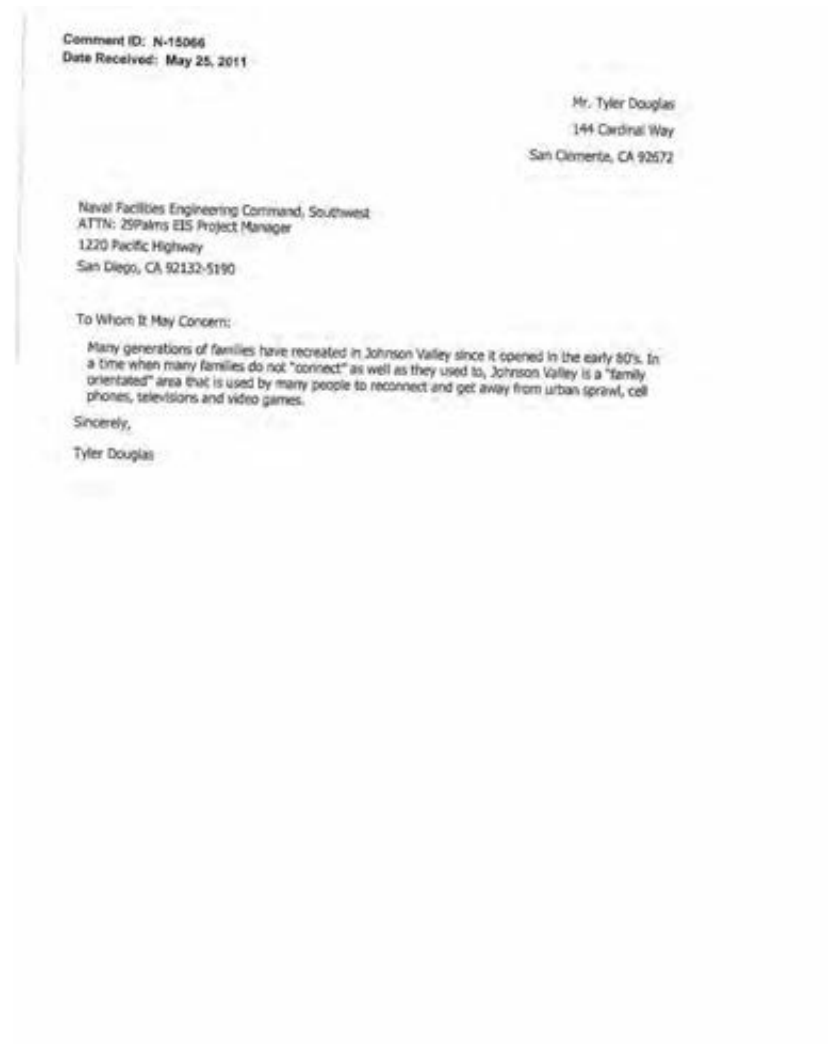 Comment ID: N-15066
Date Received: May 25, 2011
Mr. Tyler Douglas
144 Cardinal Way
San Clemente, CA 92672
Naval Facilities Engineering Command, Southwest
ATTN: 29Palms EIS Project Manager
1220 Pacific Highway
San Diego, CA 92132-5190
To Whom It May Concern:
Many generations of families have recreated in Johnson Valley since it opened in the early 80's. In
a time when many families do not "connect" as well as they used to, Johnson Valley is a "family
orientated" area that is used by many people to reconnect and get away from urban sprawl, cell
phones, televisions and video games.
Sincerely,
Tyler Douglas